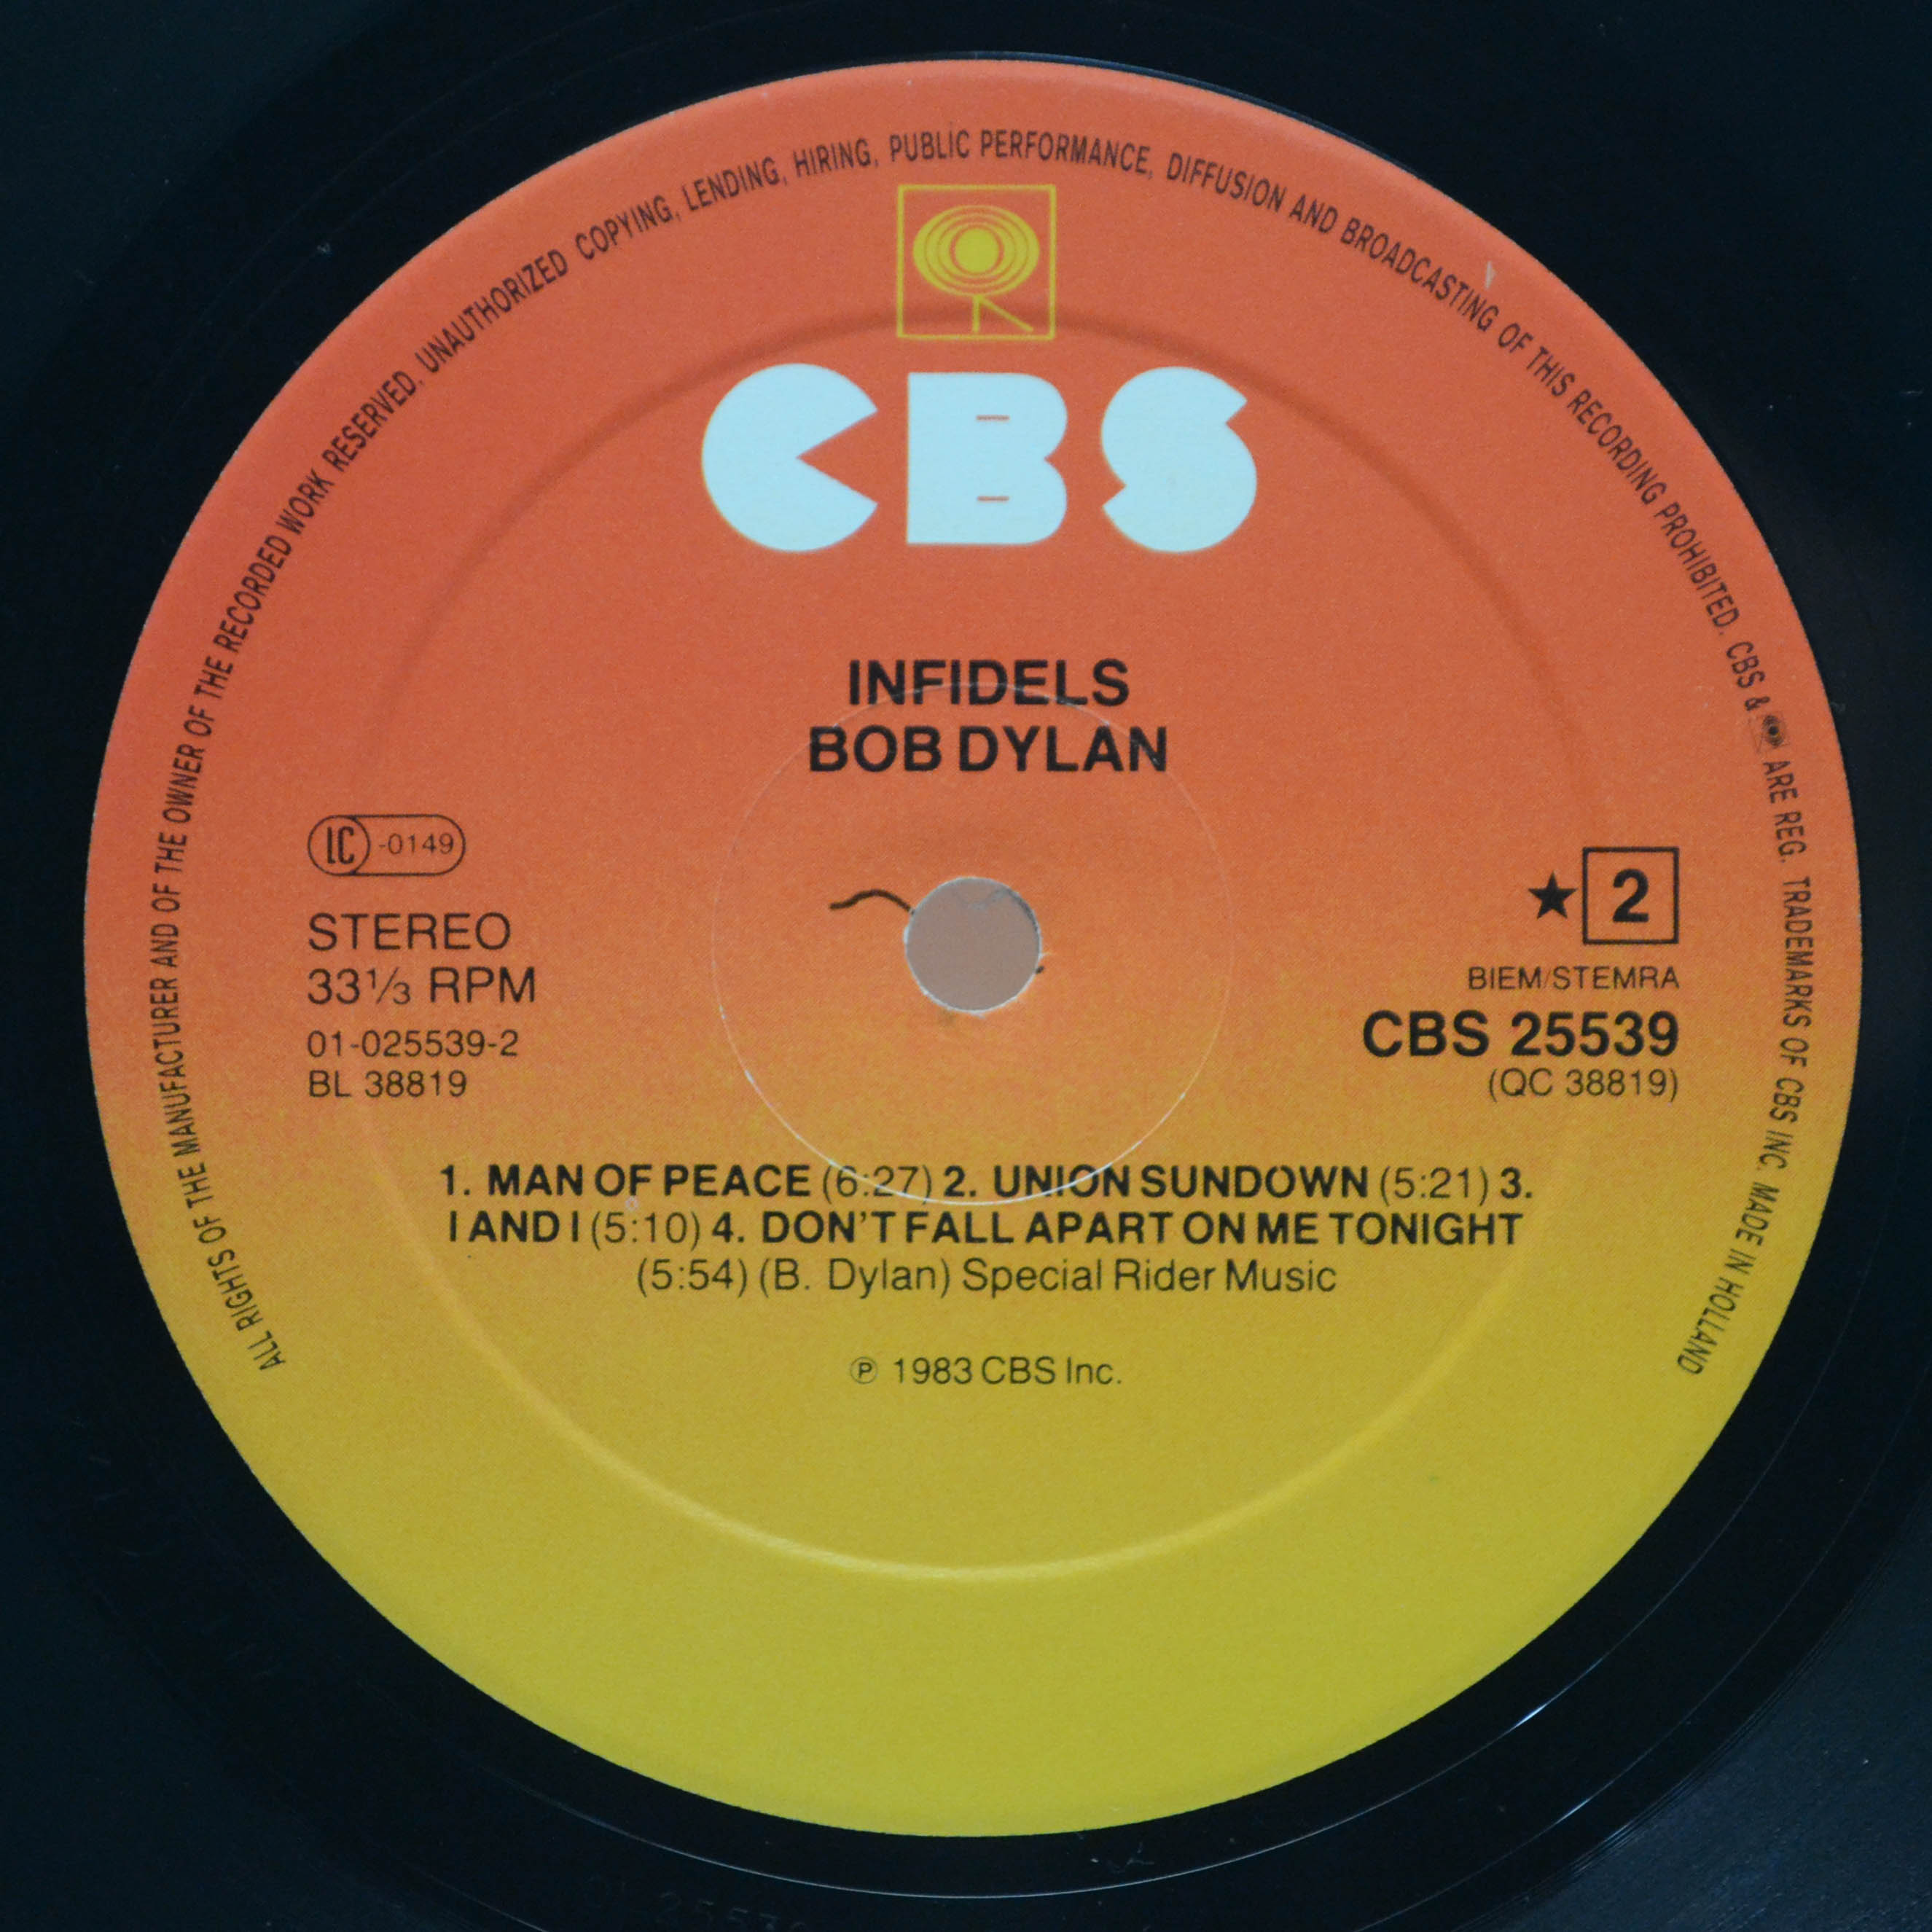 ALL RIGHTS OF THE MANUFACTURER AND OF THE OWNER OF THE RECORDED WORK RESERVED. UNAUTHORIZED COPYING, LENDING, HIRING, PUBLIC PERFORMANCE, DIFFUSION AND BROADCASTING OF THIS RECORDING PROHIBITED. CBS & ARE REG. TRADEMARKS OF CBS INC. MADE IN HOLLAND
CBS
INFIDELS
BOB DYLAN
LC -0149
STEREO
33⅓ RPM
01-025539-2
BL 38819
★ 2
BIEM/STEMRA
CBS 25539
(QC 38819)
1. MAN OF PEACE (6:27) 2. UNION SUNDOWN (5:21) 3.
I AND I (5:10) 4. DON'T FALL APART ON ME TONIGHT
(5:54) (B. Dylan) Special Rider Music
℗ 1983 CBS Inc.